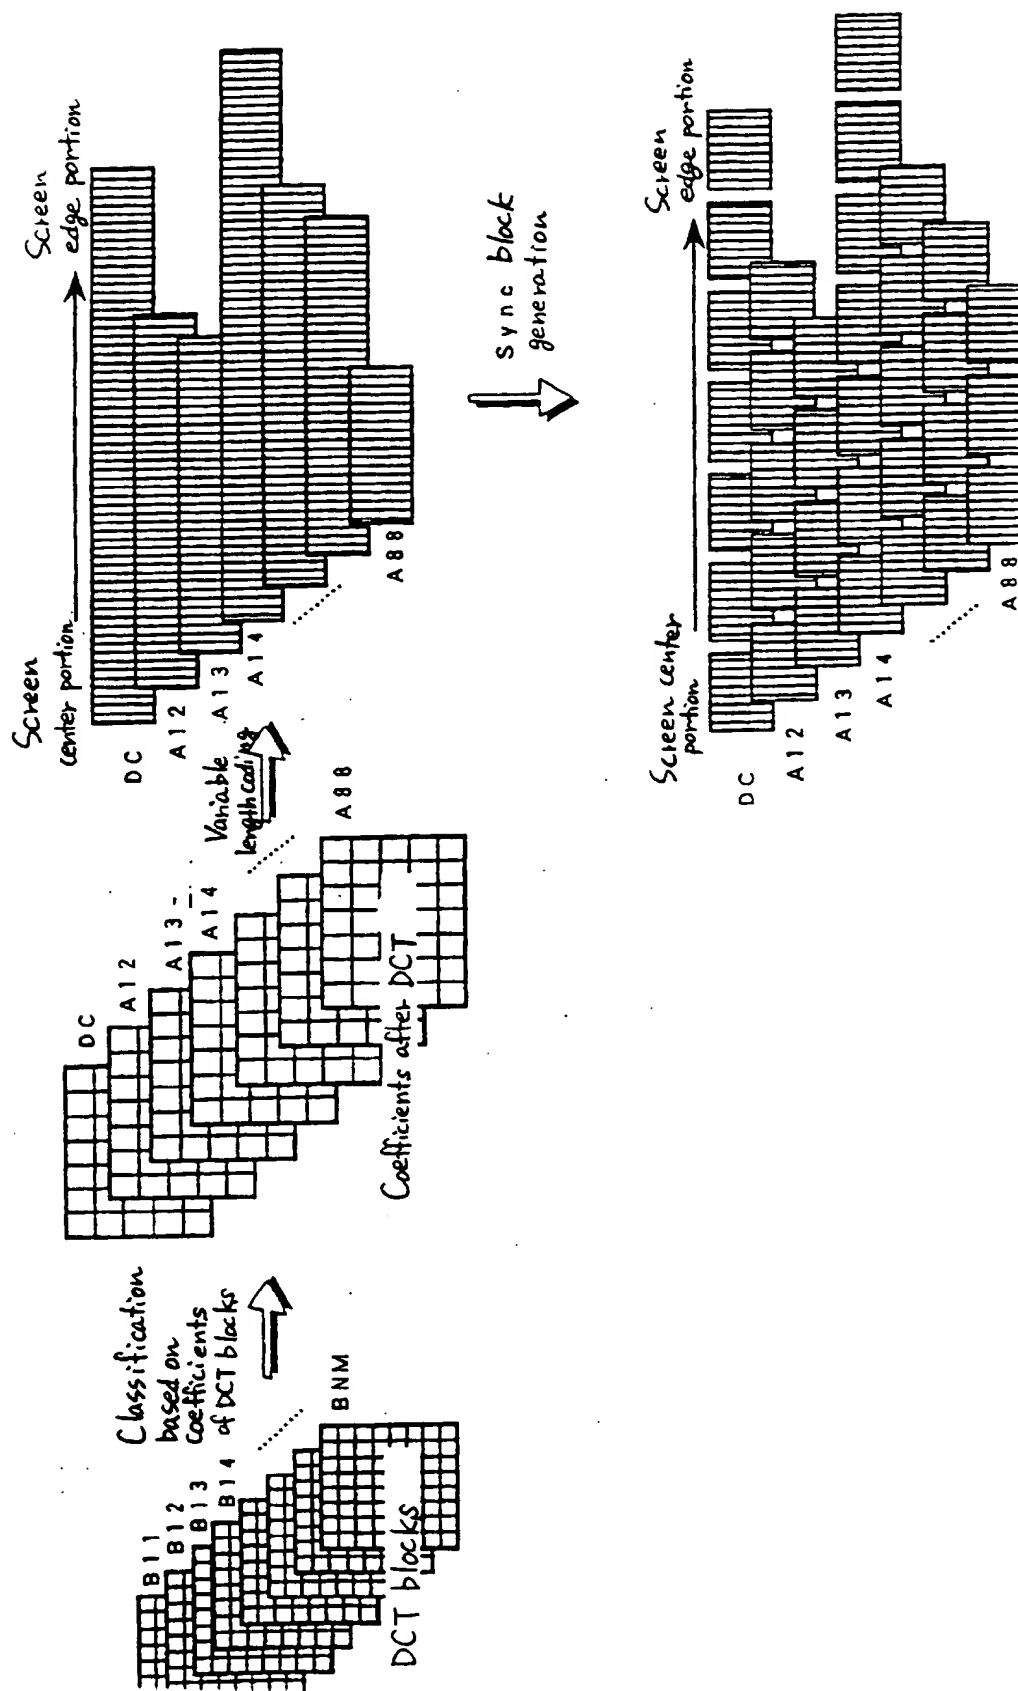 B11
B12
B13
B14
BNM
DCT blocks
Classification
based on
coefficients
of DCT blocks
DC
A12
A13
A14
A88
Coefficients after DCT
Variable
length coding
Screen
center portion
Screen
edge portion
DC
A12
A13
A14
A88
sync block
generation
Screen center
portion
Screen
edge portion
DC
A12
A13
A14
A88